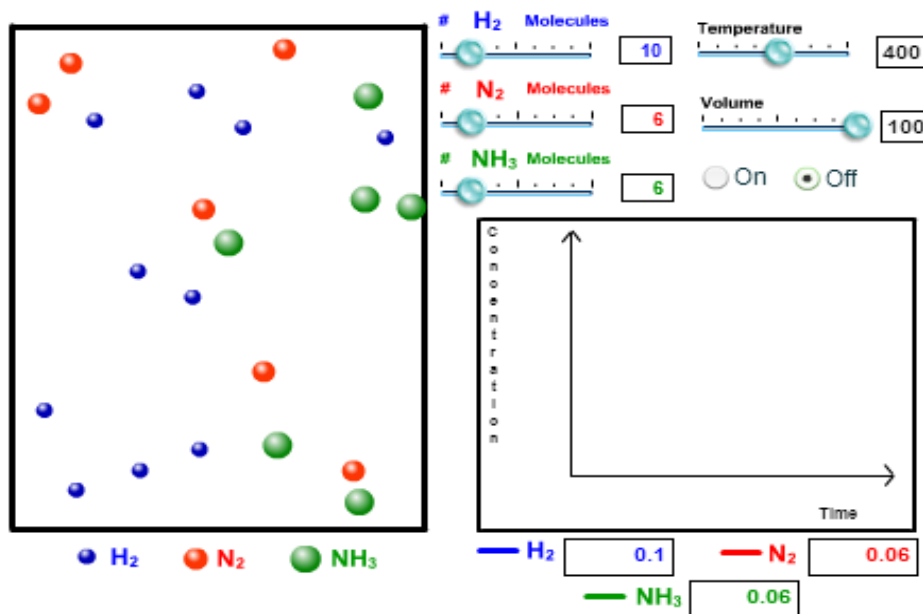 # H₂ Molecules
10
Temperature
400
# N₂ Molecules
6
Volume
100
# NH₃ Molecules
6
On
Off
Concentration
Time
H₂
N₂
NH₃
H₂ 0.1
N₂ 0.06
NH₃ 0.06